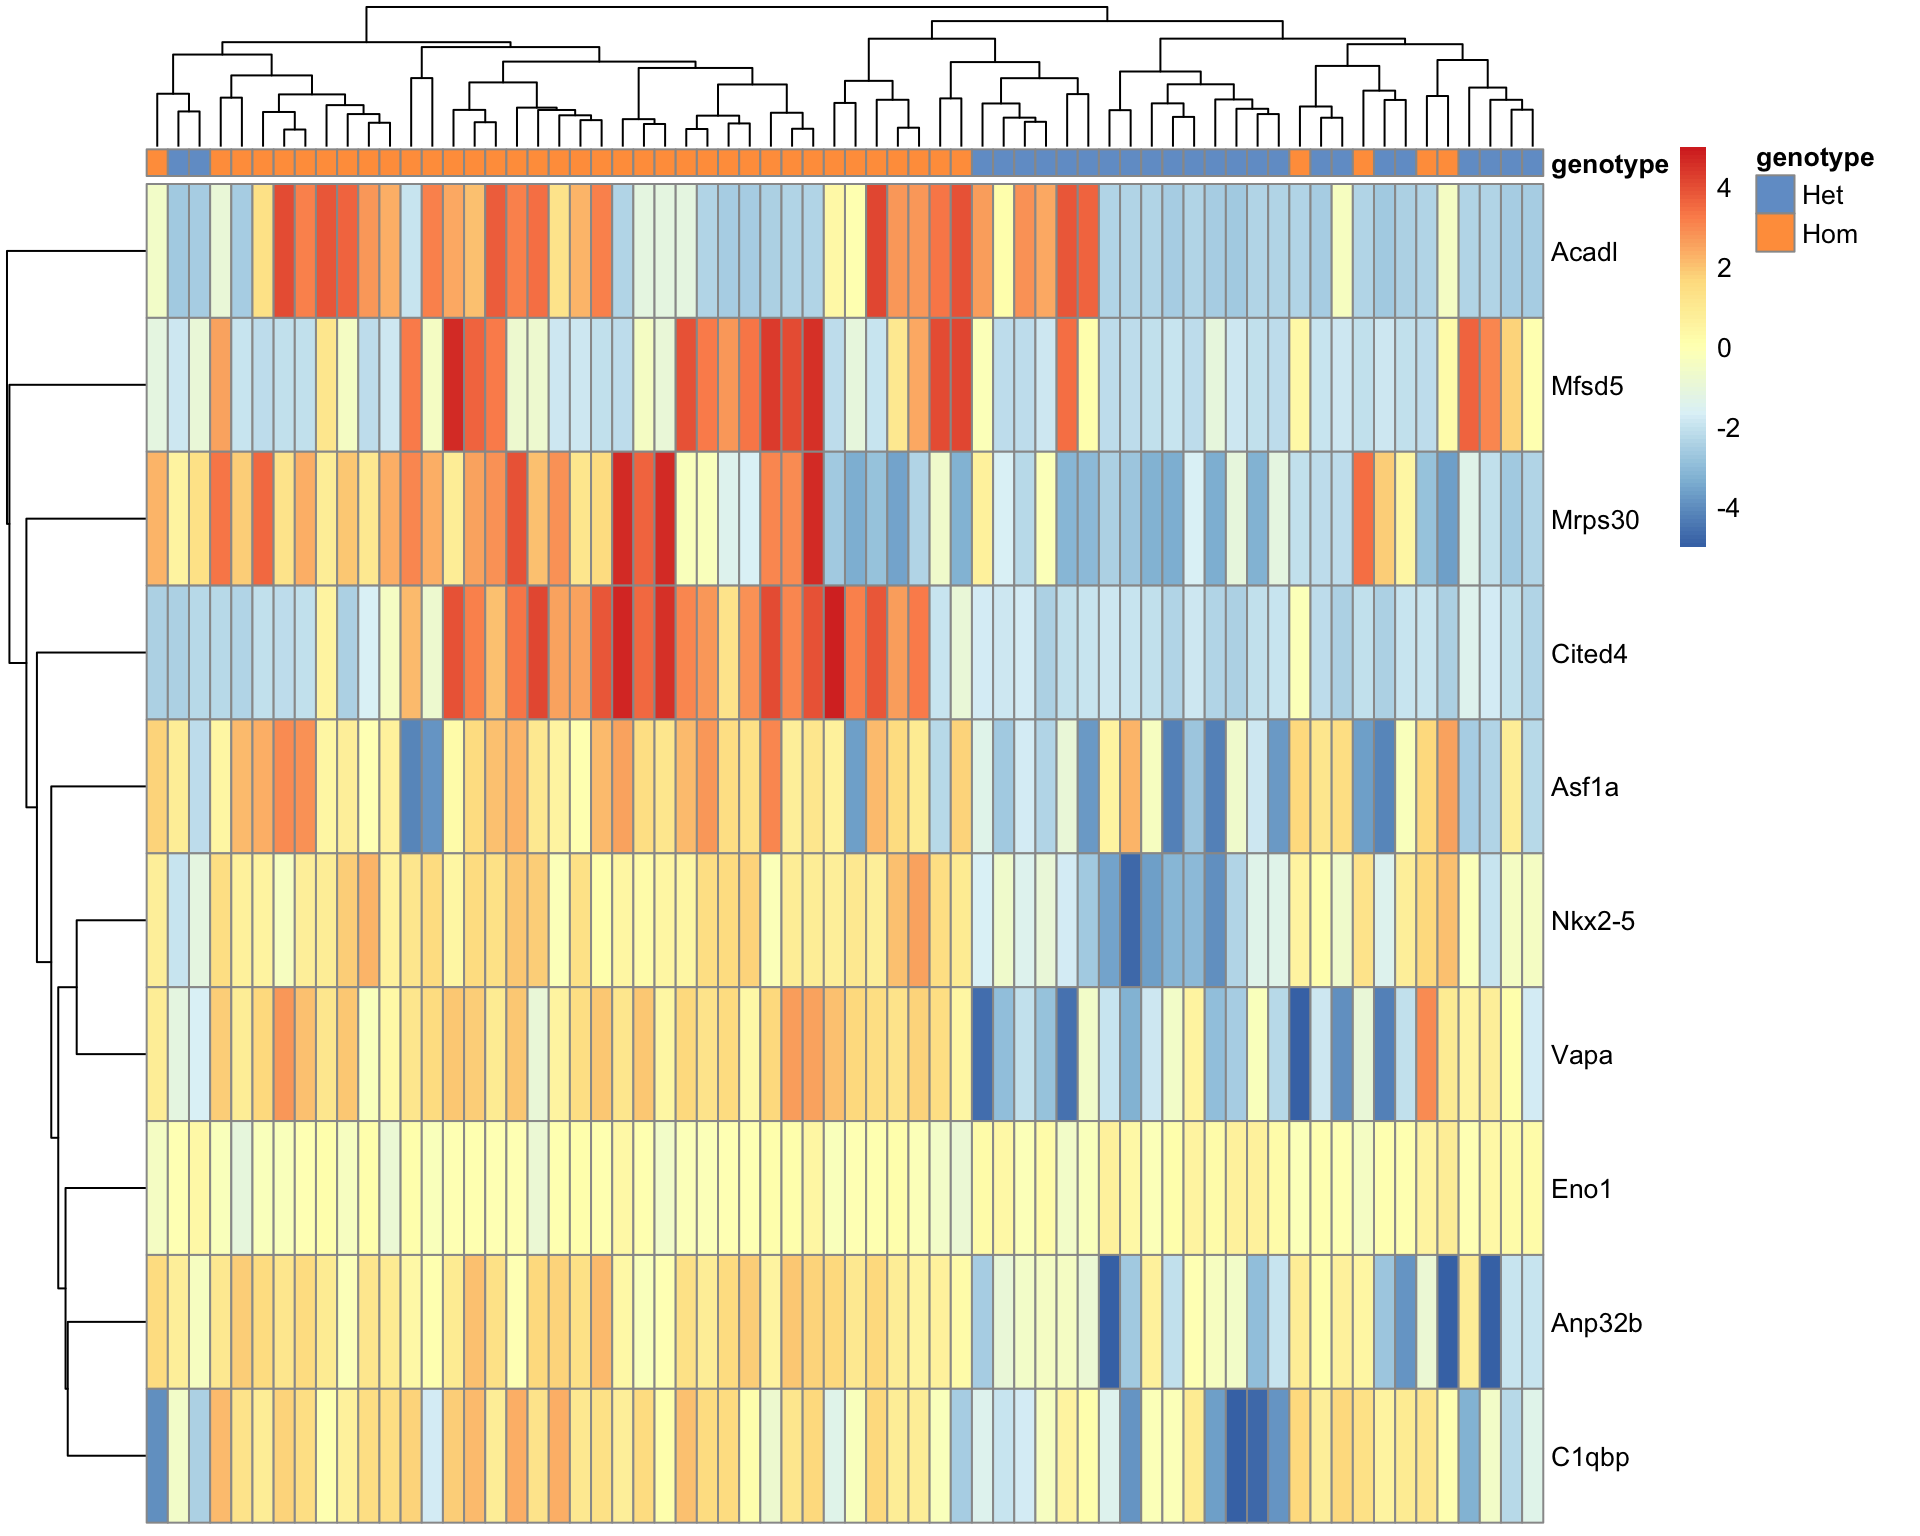 genotype
genotype
Het
Hom
4
2
0
-2
-4
Acadl
Mfsd5
Mrps30
Cited4
Asf1a
Nkx2-5
Vapa
Eno1
Anp32b
C1qbp